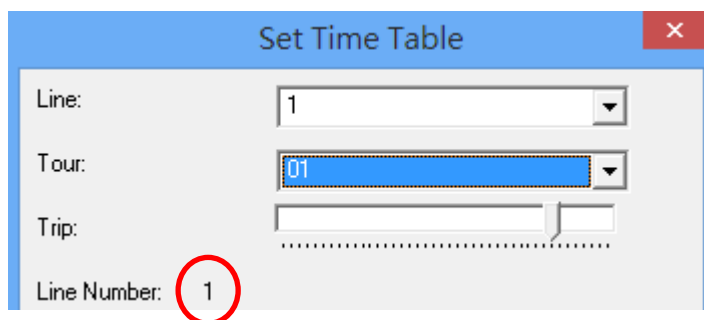 Set Time Table
Line: 1
Tour: 01
Trip:
Line Number: 1